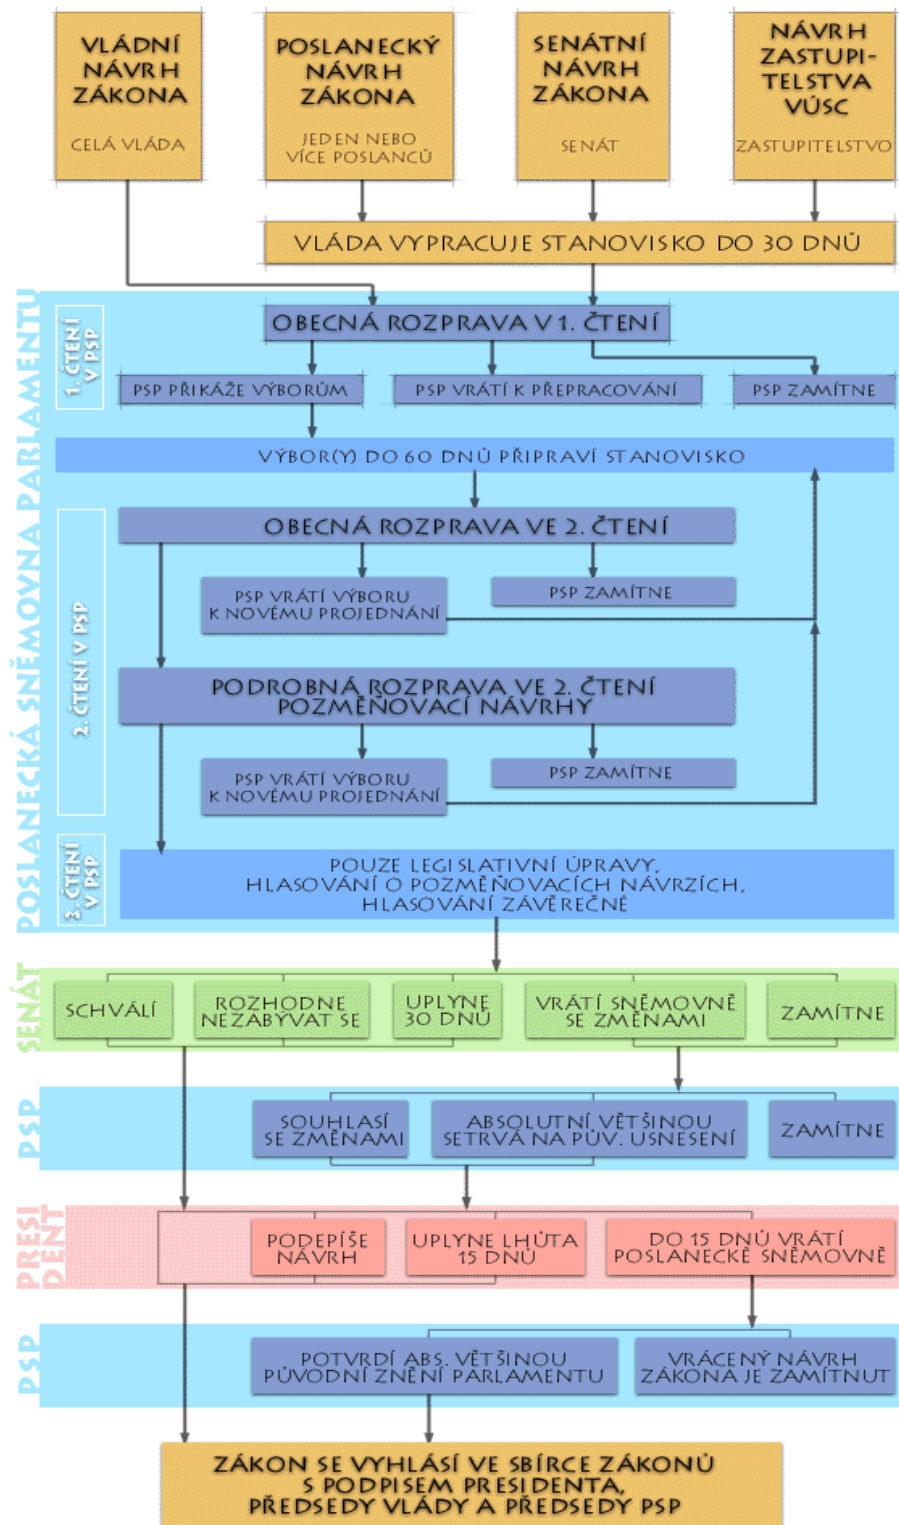 VLÁDNÍ
NÁVRH
ZÁKONA
CELÁ VLÁDA
POSLANECKÝ
NÁVRH
ZÁKONA
JEDEN NEBO
VÍCE POSLANCŮ
SENÁTNÍ
NÁVRH
ZÁKONA
SENÁT
NÁVRH
ZASTUPI-
TELSTVA
VÚSC
ZASTUPITELSTVO
VLÁDA VYPRACUJE STANOVISKO DO 30 DNŮ
POSLANECKÁ SNĚMOVNA PARLAMENTU
1. ČTENÍ
V PSP
OBECNÁ ROZPRAVA V 1. ČTENÍ
PSP PŘIKÁŽE VÝBORŮM
PSP VRÁTÍ K PŘEPRACOVÁNÍ
PSP ZAMÍTNE
VÝBOR(Y) DO 60 DNŮ PŘIPRAVÍ STANOVISKO
2. ČTENÍ V PSP
OBECNÁ ROZPRAVA VE 2. ČTENÍ
PSP VRÁTÍ VÝBORU
K NOVÉMU PROJEDNÁNÍ
PSP ZAMÍTNE
PODROBNÁ ROZPRAVA VE 2. ČTENÍ
POZMĚŇOVACÍ NÁVRHY
PSP VRÁTÍ VÝBORU
K NOVÉMU PROJEDNÁNÍ
PSP ZAMÍTNE
3. ČTENÍ
V PSP
POUZE LEGISLATIVNÍ ÚPRAVY,
HLASOVÁNÍ O POZMĚŇOVACÍCH NÁVRZÍCH,
HLASOVÁNÍ ZÁVĚREČNÉ
SENÁT
SCHVÁLÍ
ROZHODNE
NEZABÝVAT SE
UPLYNE
30 DNŮ
VRÁTÍ SNĚMOVNĚ
SE ZMĚNAMI
ZAMÍTNE
PSP
SOUHLASÍ
SE ZMĚNAMI
ABSOLUTNÍ VĚTŠINOU
SETRVÁ NA PŮV. USNESENÍ
ZAMÍTNE
PRESI
DENT
PODEPÍŠE
NÁVRH
UPLYNE LHŮTA
15 DNŮ
DO 15 DNŮ VRÁTÍ
POSLANECKÉ SNĚMOVNĚ
PSP
POTVRDÍ ABS. VĚTŠINOU
PŮVODNÍ ZNĚNÍ PARLAMENTU
VRÁCENÝ NÁVRH
ZÁKONA JE ZAMÍTNUT
ZÁKON SE VYHLÁSÍ VE SBÍRCE ZÁKONŮ
S PODPISEM PRESIDENTA,
PŘEDSEDY VLÁDY A PŘEDSEDY PSP